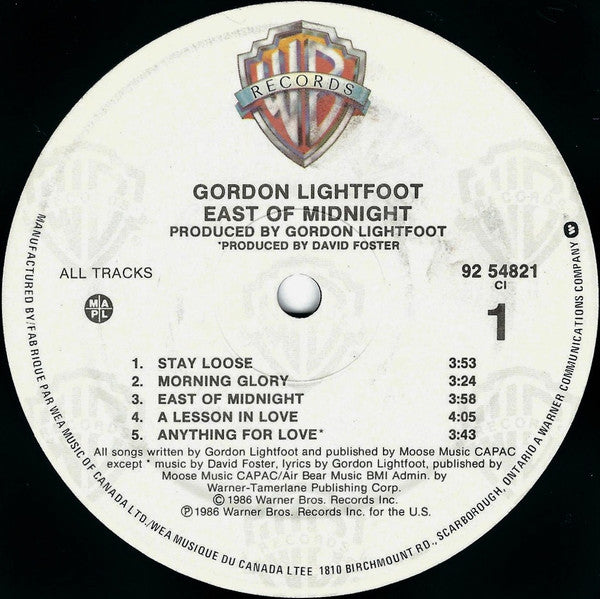 WB
RECORDS
GORDON LIGHTFOOT
EAST OF MIDNIGHT
PRODUCED BY GORDON LIGHTFOOT
*PRODUCED BY DAVID FOSTER
ALL TRACKS
92 54821
CI
MAPL
1
1. STAY LOOSE 3:53
2. MORNING GLORY 3:24
3. EAST OF MIDNIGHT 3:58
4. A LESSON IN LOVE 4:05
5. ANYTHING FOR LOVE* 3:43
All songs written by Gordon Lightfoot and published by Moose Music CAPAC
except * music by David Foster, lyrics by Gordon Lightfoot, published by
Moose Music CAPAC/Air Bear Music BMI Admin. by
Warner-Tamerlane Publishing Corp.
©1986 Warner Bros. Records Inc.
℗1986 Warner Bros. Records Inc. for the U.S.
MANUFACTURED BY/FABRIQUE PAR WEA MUSIC OF CANADA LTD./WEA MUSIQUE DU CANADA LTEE 1810 BIRCHMOUNT RD., SCARBOROUGH, ONTARIO A WARNER COMMUNICATIONS COMPANY